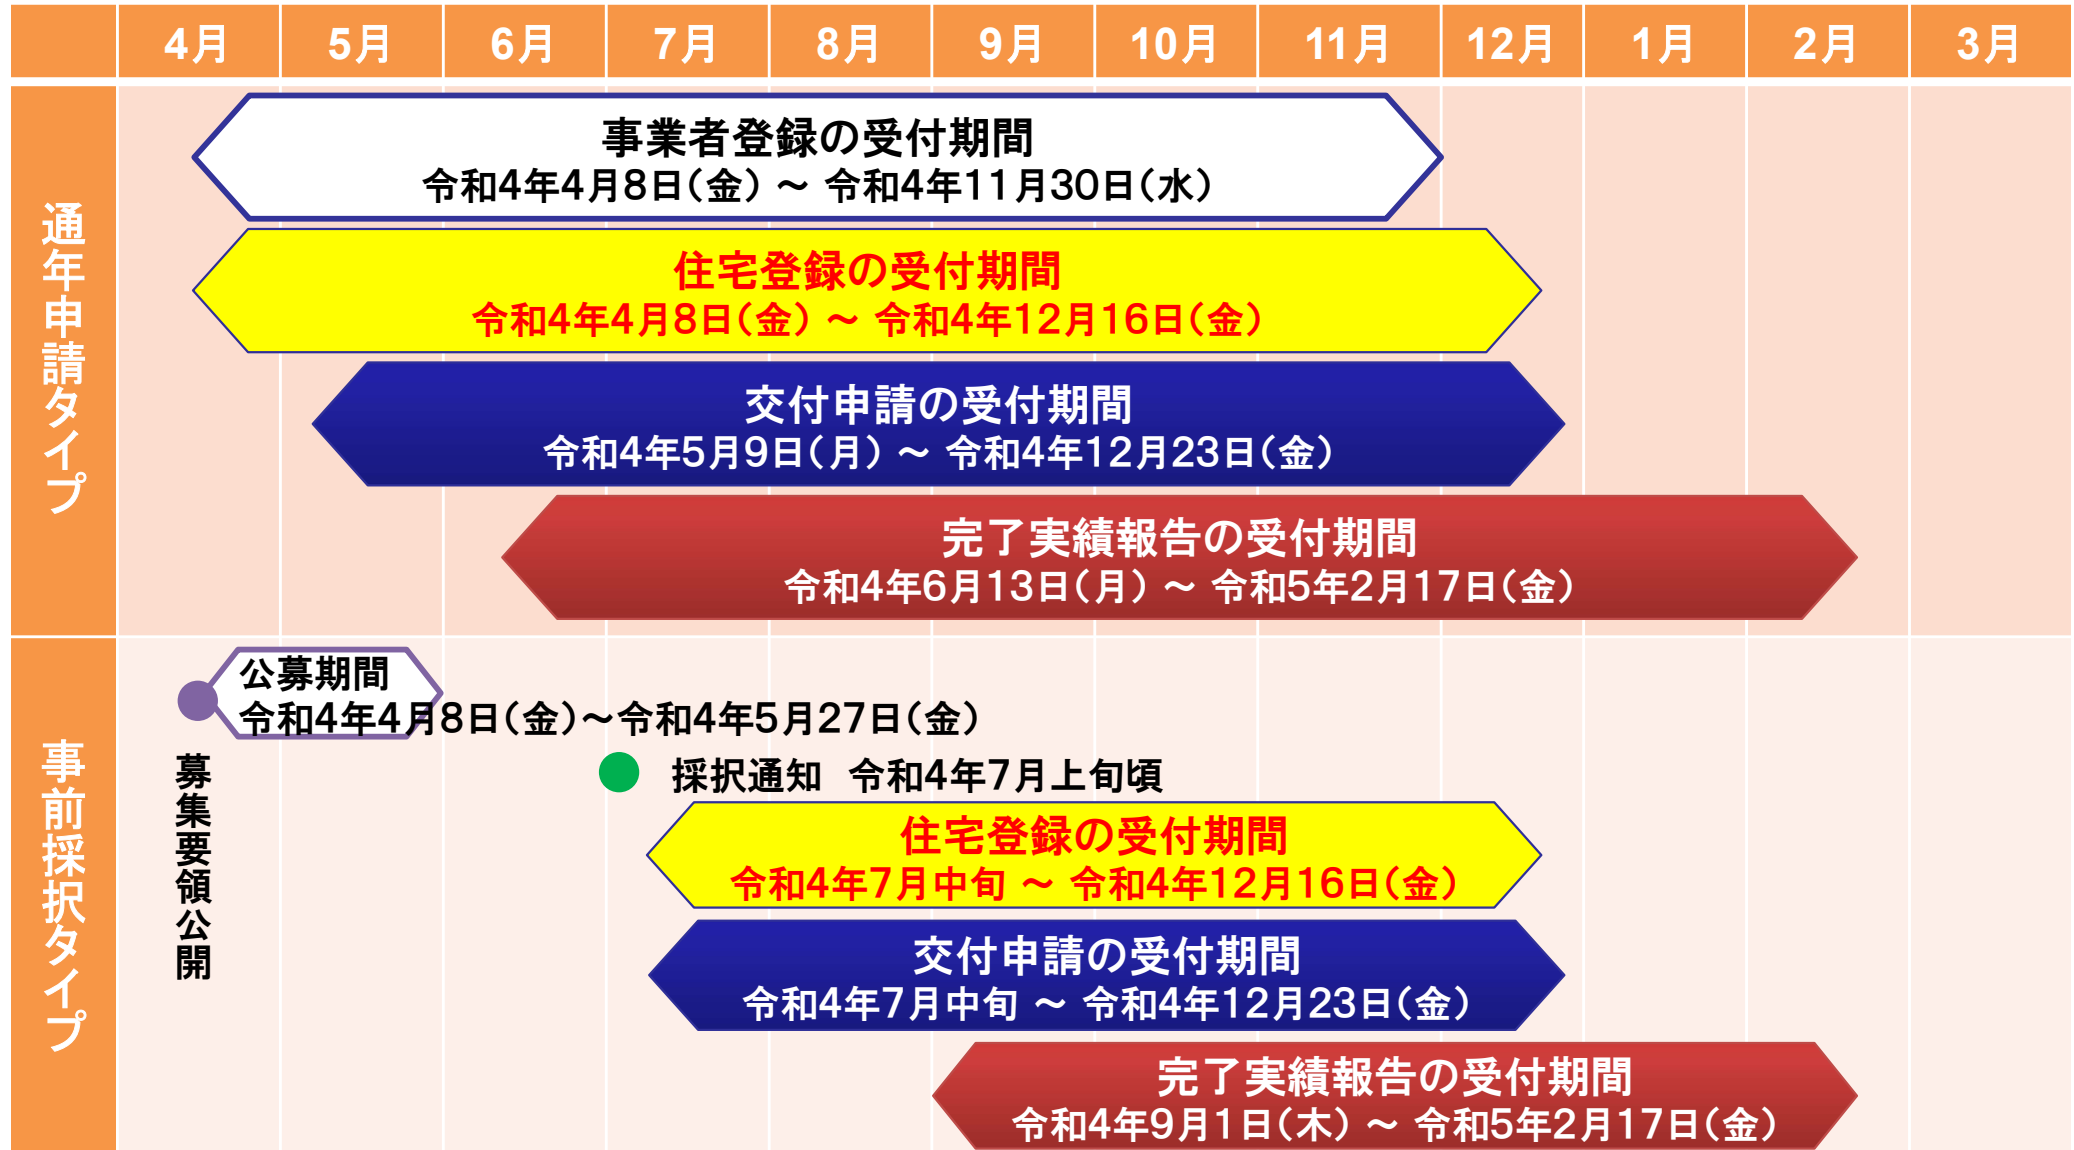 4月 5月 6月 7月 8月 9月 10月 11月 12月 1月 2月 3月
通年申請タイプ
事業者登録の受付期間
令和4年4月8日(金) ～ 令和4年11月30日(水)
住宅登録の受付期間
令和4年4月8日(金) ～ 令和4年12月16日(金)
交付申請の受付期間
令和4年5月9日(月) ～ 令和4年12月23日(金)
完了実績報告の受付期間
令和4年6月13日(月) ～ 令和5年2月17日(金)
事前採択タイプ
公募期間
令和4年4月8日(金)～令和4年5月27日(金)
募集要領公開
採択通知　令和4年7月上旬頃
住宅登録の受付期間
令和4年7月中旬 ～ 令和4年12月16日(金)
交付申請の受付期間
令和4年7月中旬 ～ 令和4年12月23日(金)
完了実績報告の受付期間
令和4年9月1日(木) ～ 令和5年2月17日(金)